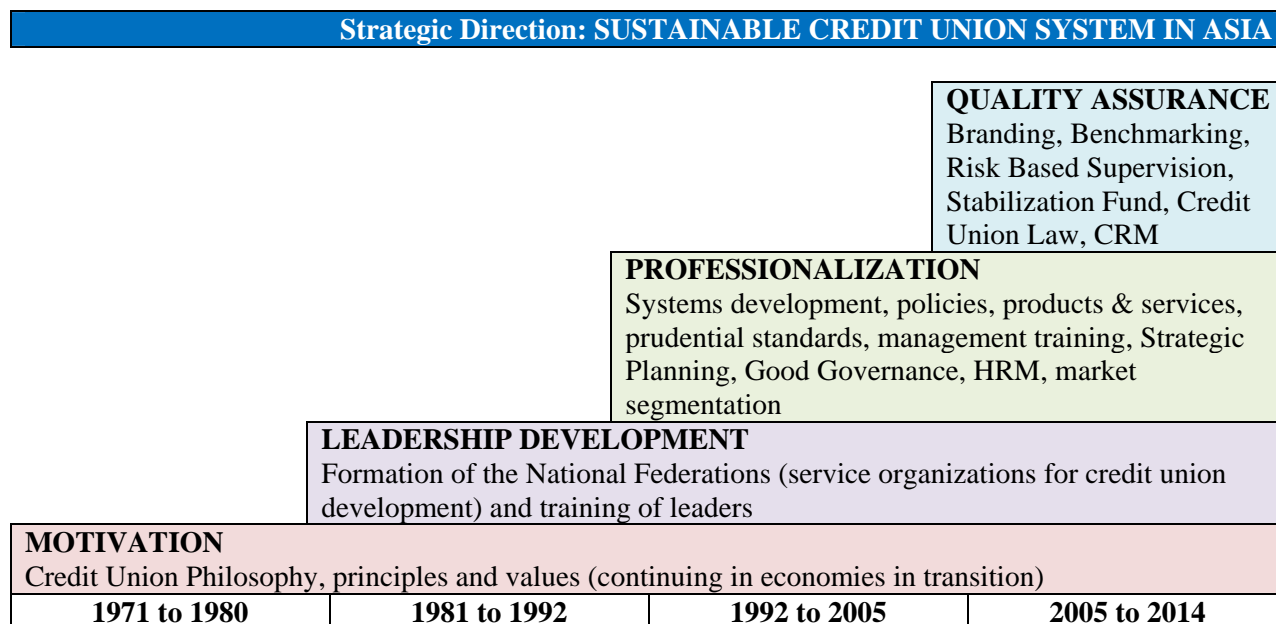 Strategic Direction: SUSTAINABLE CREDIT UNION SYSTEM IN ASIA
QUALITY ASSURANCE
Branding, Benchmarking,
Risk Based Supervision,
Stabilization Fund, Credit
Union Law, CRM
PROFESSIONALIZATION
Systems development, policies, products & services,
prudential standards, management training, Strategic
Planning, Good Governance, HRM, market
segmentation
LEADERSHIP DEVELOPMENT
Formation of the National Federations (service organizations for credit union
development) and training of leaders
MOTIVATION
Credit Union Philosophy, principles and values (continuing in economies in transition)
1971 to 1980 1981 to 1992 1992 to 2005 2005 to 2014